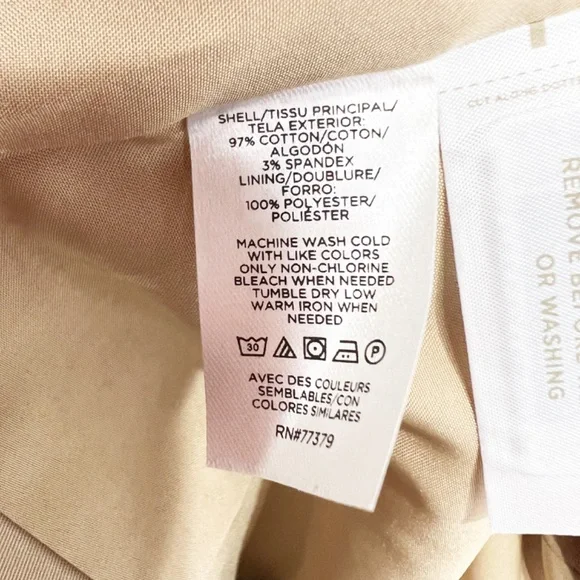 SHELL/TISSU PRINCIPAL/
TELA EXTERIOR:
97% COTTON/COTON/
ALGODÓN
3% SPANDEX
LINING/DOUBLURE/
FORRO:
100% POLYESTER/
POLIÉSTER
MACHINE WASH COLD
WITH LIKE COLORS
ONLY NON-CHLORINE
BLEACH WHEN NEEDED
TUMBLE DRY LOW
WARM IRON WHEN
NEEDED
30 P
AVEC DES COULEURS
SEMBLABLES/CON
COLORES SIMILARES
RN#77379
CUT ALONG
REMOVE
OR WASHING